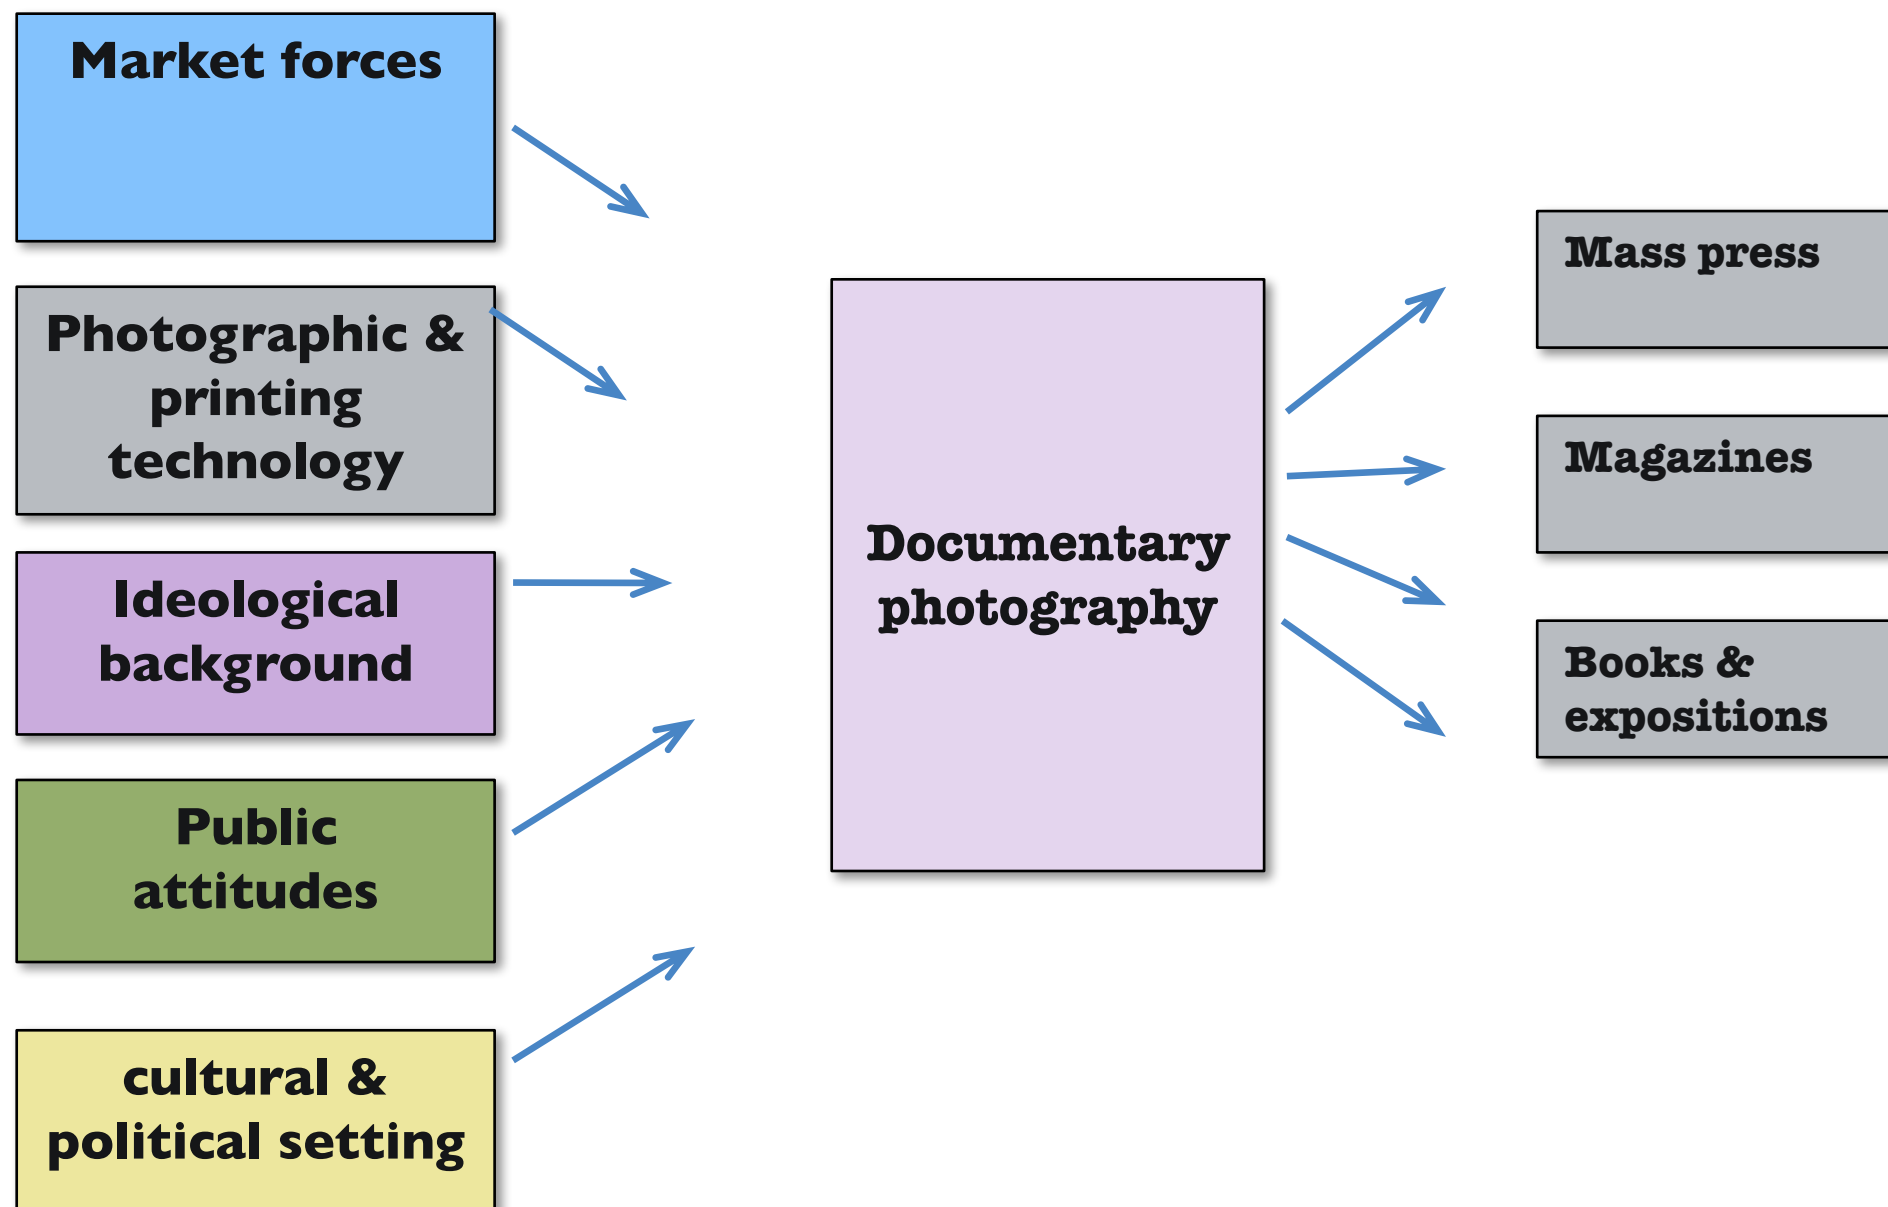 Market forces
Photographic &
printing
technology
Ideological
background
Public
attitudes
cultural &
political setting
Documentary
photography
Mass press
Magazines
Books &
expositions